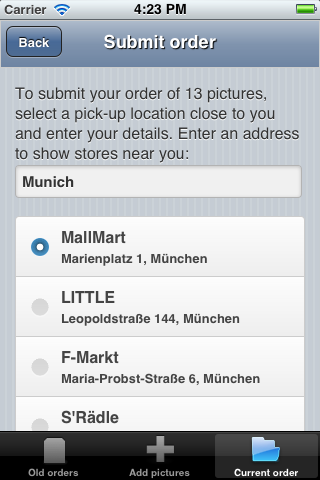 Carrier 4:23 PM
Back Submit order
To submit your order of 13 pictures,
select a pick-up location close to you
and enter your details. Enter an address
to show stores near you:
Munich
MallMart
Marienplatz 1, München
LITTLE
Leopoldstraße 144, München
F-Markt
Maria-Probst-Straße 6, München
S'Rädle
Old orders Add pictures Current order